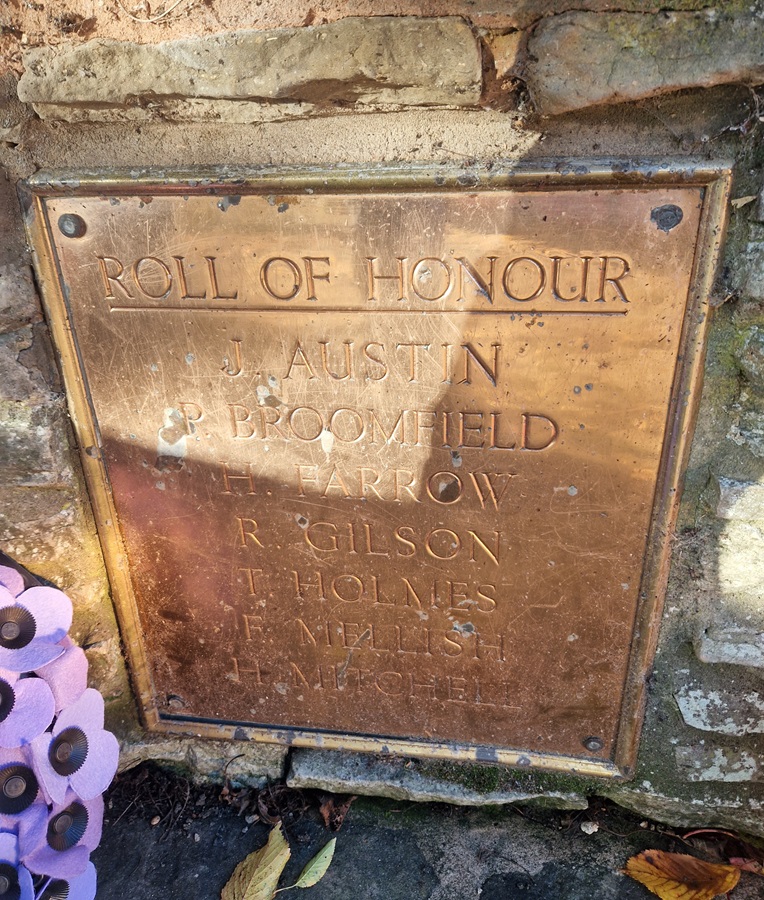 ROLL OF HONOUR
J. AUSTIN
P. BROOMFIELD
H. FARROW
R. GILSON
T. HOLMES
F. MELLISH
H. MITCHELL